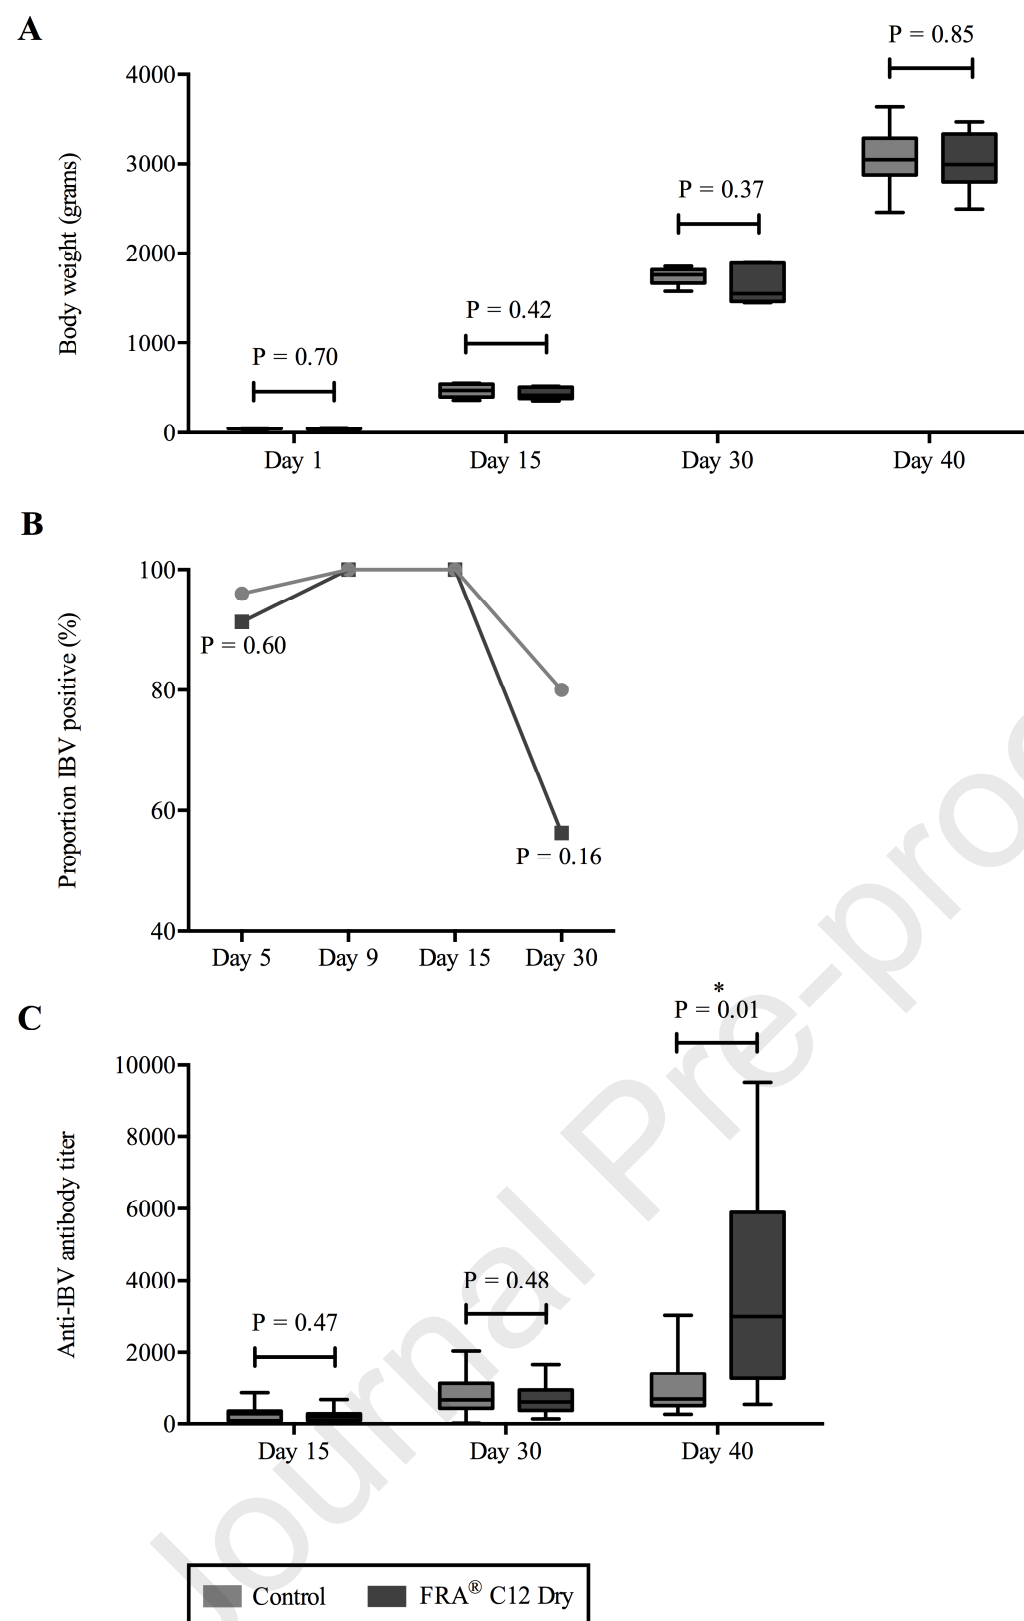 A
P = 0.85
4000
3000
2000
1000
0
Body weight (grams)
P = 0.37
P = 0.42
P = 0.70
Day 1 Day 15 Day 30 Day 40
B
100
80
60
40
Proportion IBV positive (%)
P = 0.60
P = 0.16
Day 5 Day 9 Day 15 Day 30
C
*
P = 0.01
10000
8000
6000
4000
2000
0
Anti-IBV antibody titer
P = 0.48
P = 0.47
Day 15 Day 30 Day 40
Control FRA® C12 Dry
Journal Pre-proo